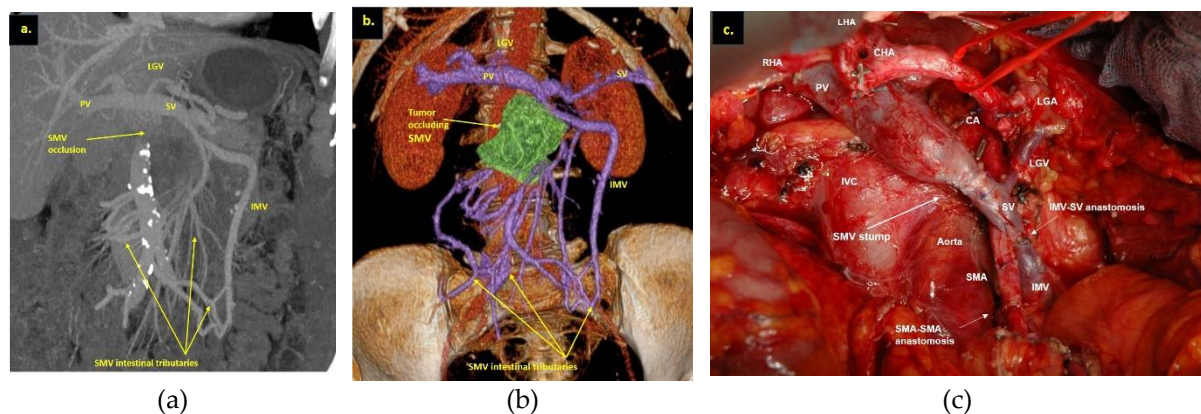 a.
LGV
PV
SV
SMV
occlusion
IMV
SMV intestinal tributaries
(a)
b.
LGV
PV
SV
Tumor
occluding
SMV
IMV
SMV intestinal tributaries
(b)
c.
LHA
CHA
RHA
PV
LGA
CA
LGV
IVC
SV
IMV-SV anastomosis
SMV stump
Aorta
SMA
IMV
SMA-SMA
anastomosis
(c)